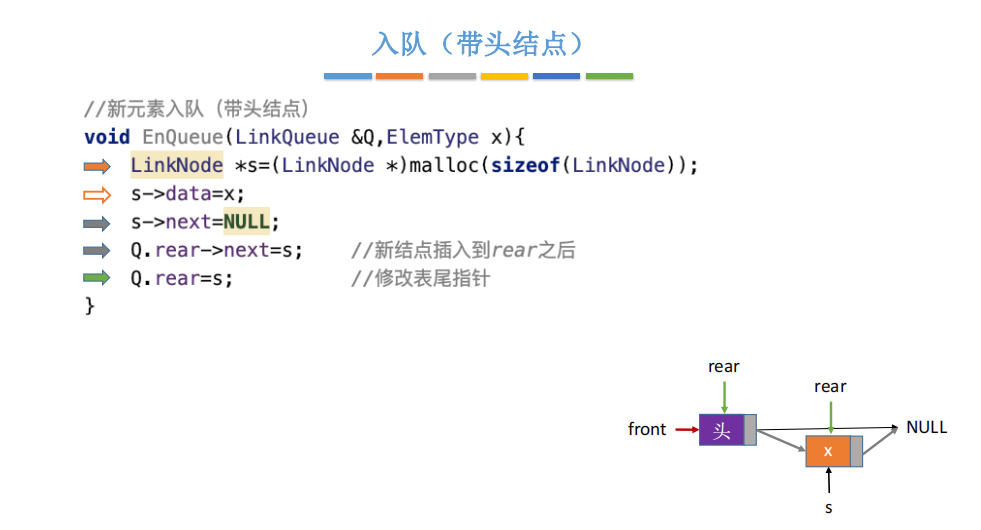 入队（带头结点）
//新元素入队（带头结点）
void EnQueue(LinkQueue &Q,ElemType x){
LinkNode *s=(LinkNode *)malloc(sizeof(LinkNode));
s->data=x;
s->next=NULL;
Q.rear->next=s; //新结点插入到rear之后
Q.rear=s; //修改表尾指针
}
rear
rear
front
头
NULL
x
s